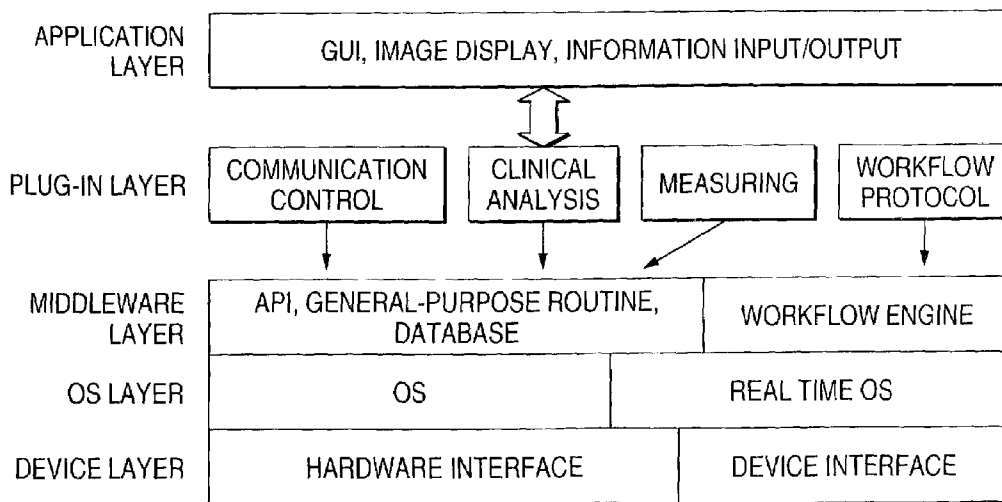 APPLICATION
LAYER
GUI, IMAGE DISPLAY, INFORMATION INPUT/OUTPUT
PLUG-IN LAYER
COMMUNICATION
CONTROL
CLINICAL
ANALYSIS
MEASURING
WORKFLOW
PROTOCOL
MIDDLEWARE
LAYER
API, GENERAL-PURPOSE ROUTINE,
DATABASE
WORKFLOW ENGINE
OS LAYER
OS
REAL TIME OS
DEVICE LAYER
HARDWARE INTERFACE
DEVICE INTERFACE